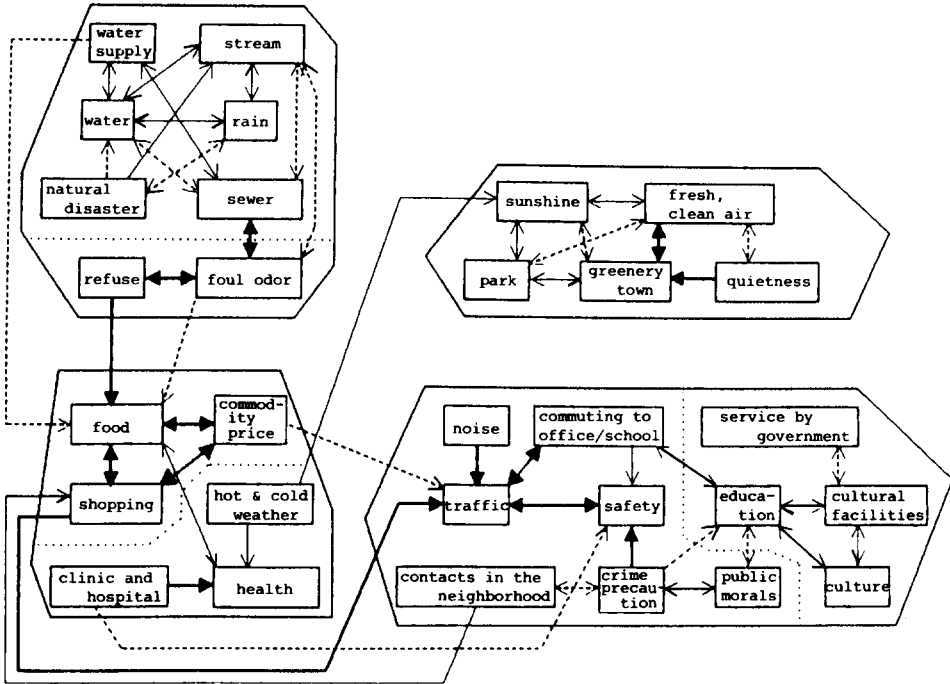 water
supply
stream
water
rain
natural
disaster
sewer
refuse
foul odor
sunshine
fresh,
clean air
park
greenery
town
quietness
food
commod-
ity
price
shopping
hot & cold
weather
clinic and
hospital
health
noise
commuting to
office/school
service by
government
traffic
safety
educa-
tion
cultural
facilities
contacts in the
neighborhood
crime
precau
tion
public
morals
culture